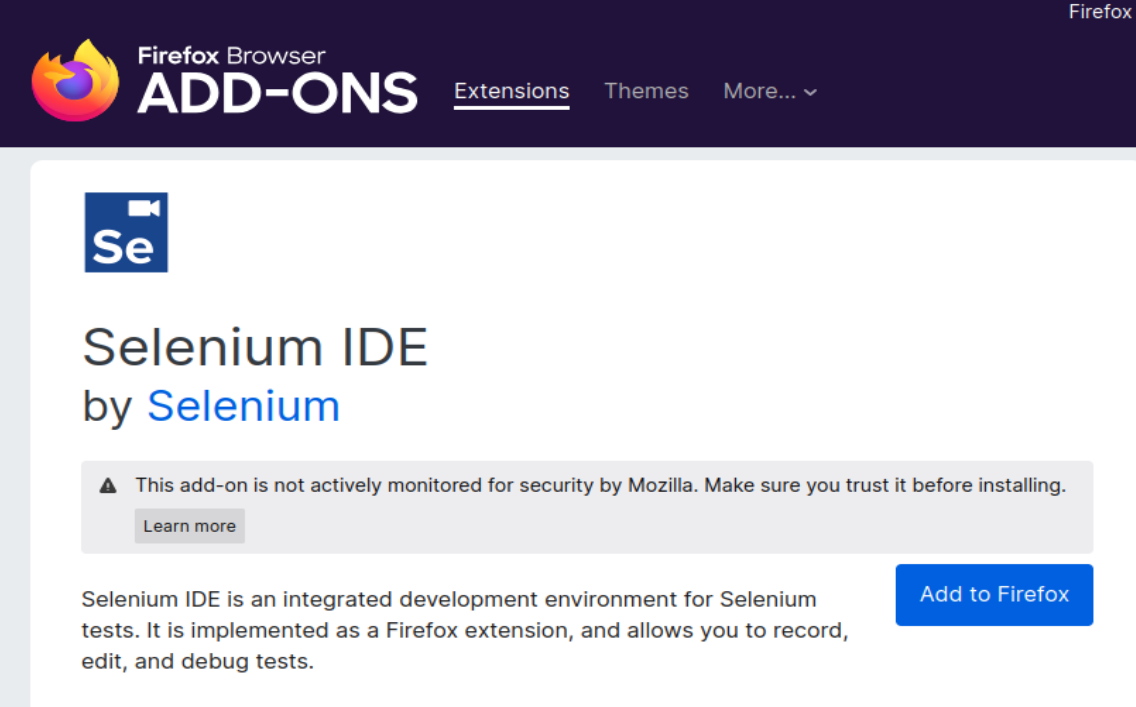 Firefox
Firefox Browser
ADD-ONS
Extensions
Themes
More...
Se
Selenium IDE
by Selenium
This add-on is not actively monitored for security by Mozilla. Make sure you trust it before installing.
Learn more
Add to Firefox
Selenium IDE is an integrated development environment for Selenium
tests. It is implemented as a Firefox extension, and allows you to record,
edit, and debug tests.